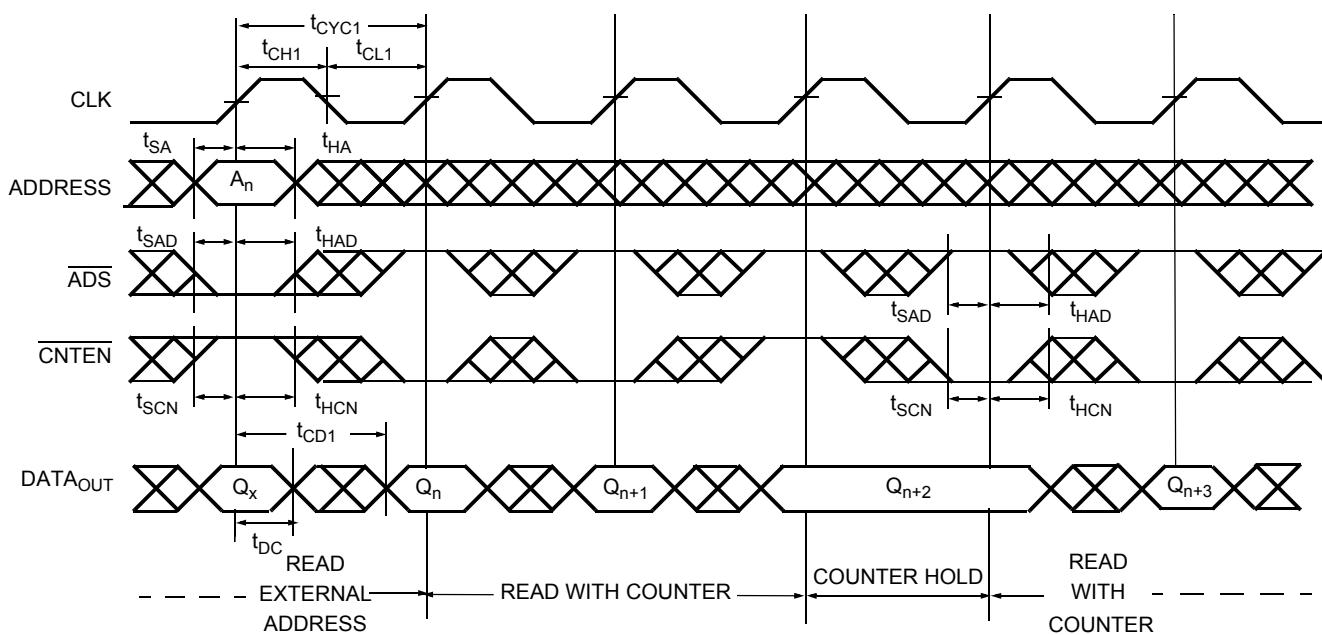 tCYC1
tCH1 tCL1
CLK
tSA tHA
ADDRESS An
tSAD tHAD
ADS
tSAD tHAD
CNTEN
tSCN tHCN tSCN tHCN
tCD1
DATAOUT Qx Qn Qn+1 Qn+2 Qn+3
tDC
READ
EXTERNAL
ADDRESS
READ WITH COUNTER
COUNTER HOLD
READ
WITH
COUNTER